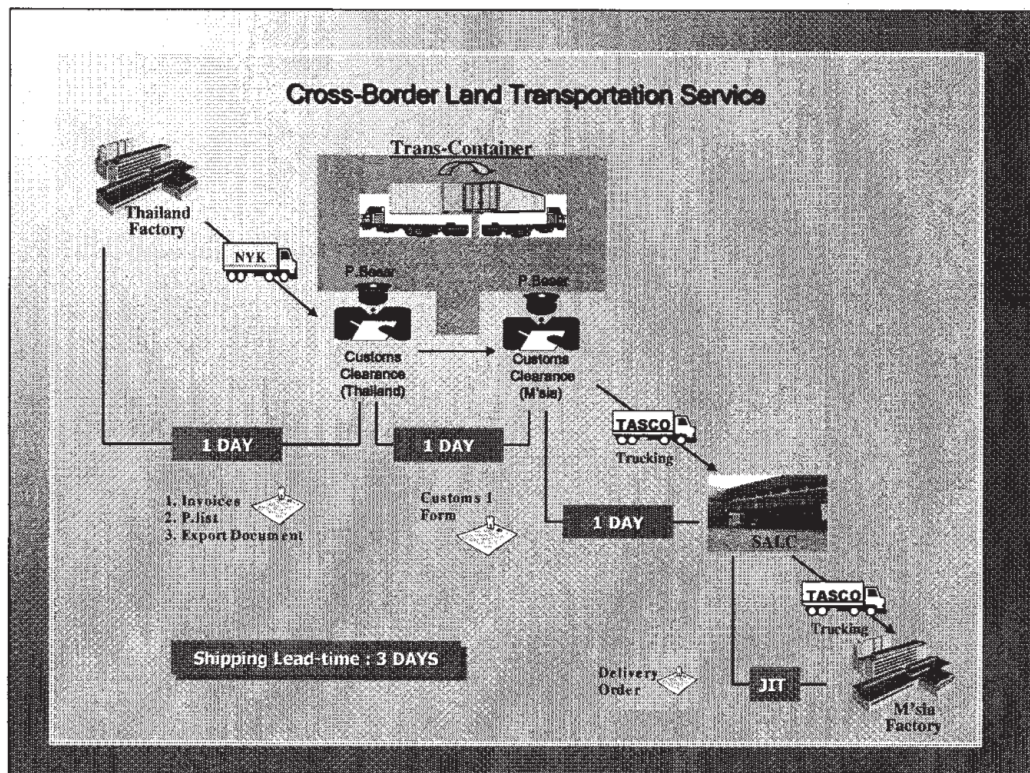 Cross-Border Land Transportation Service
Trans-Container
Thailand
Factory
NYK
P.Besar
P.Besar
Customs
Clearance
(Thailand)
Customs
Clearance
(M'sia)
TASCO
Trucking
1 DAY
1 DAY
1. Invoices
2. P.list
3. Export Document
Customs 1
Form
1 DAY
SALC
TASCO
Trucking
Shipping Lead-time : 3 DAYS
Delivery
Order
JIT
M'sia
Factory